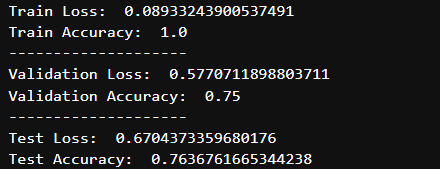 Train Loss:  0.08933243900537491
Train Accuracy:  1.0
--------------------
Validation Loss:  0.5770711898803711
Validation Accuracy:  0.75
--------------------
Test Loss:  0.6704373359680176
Test Accuracy:  0.7636761665344238